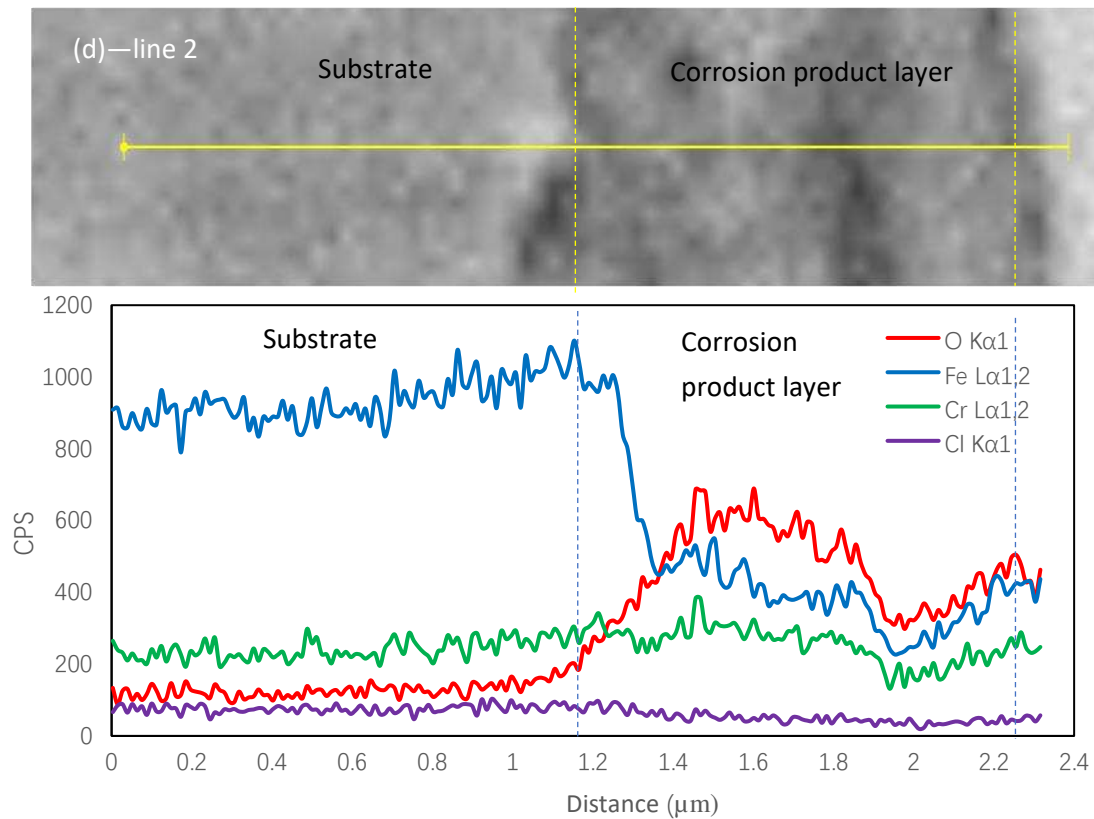 (d)—line 2
Substrate
Corrosion product layer
Substrate
Corrosion
product layer
O Kα1
Fe Lα1,2
Cr Lα1,2
Cl Kα1
CPS
1200
1000
800
600
400
200
0
0 0.2 0.4 0.6 0.8 1 1.2 1.4 1.6 1.8 2 2.2 2.4
Distance (μm)